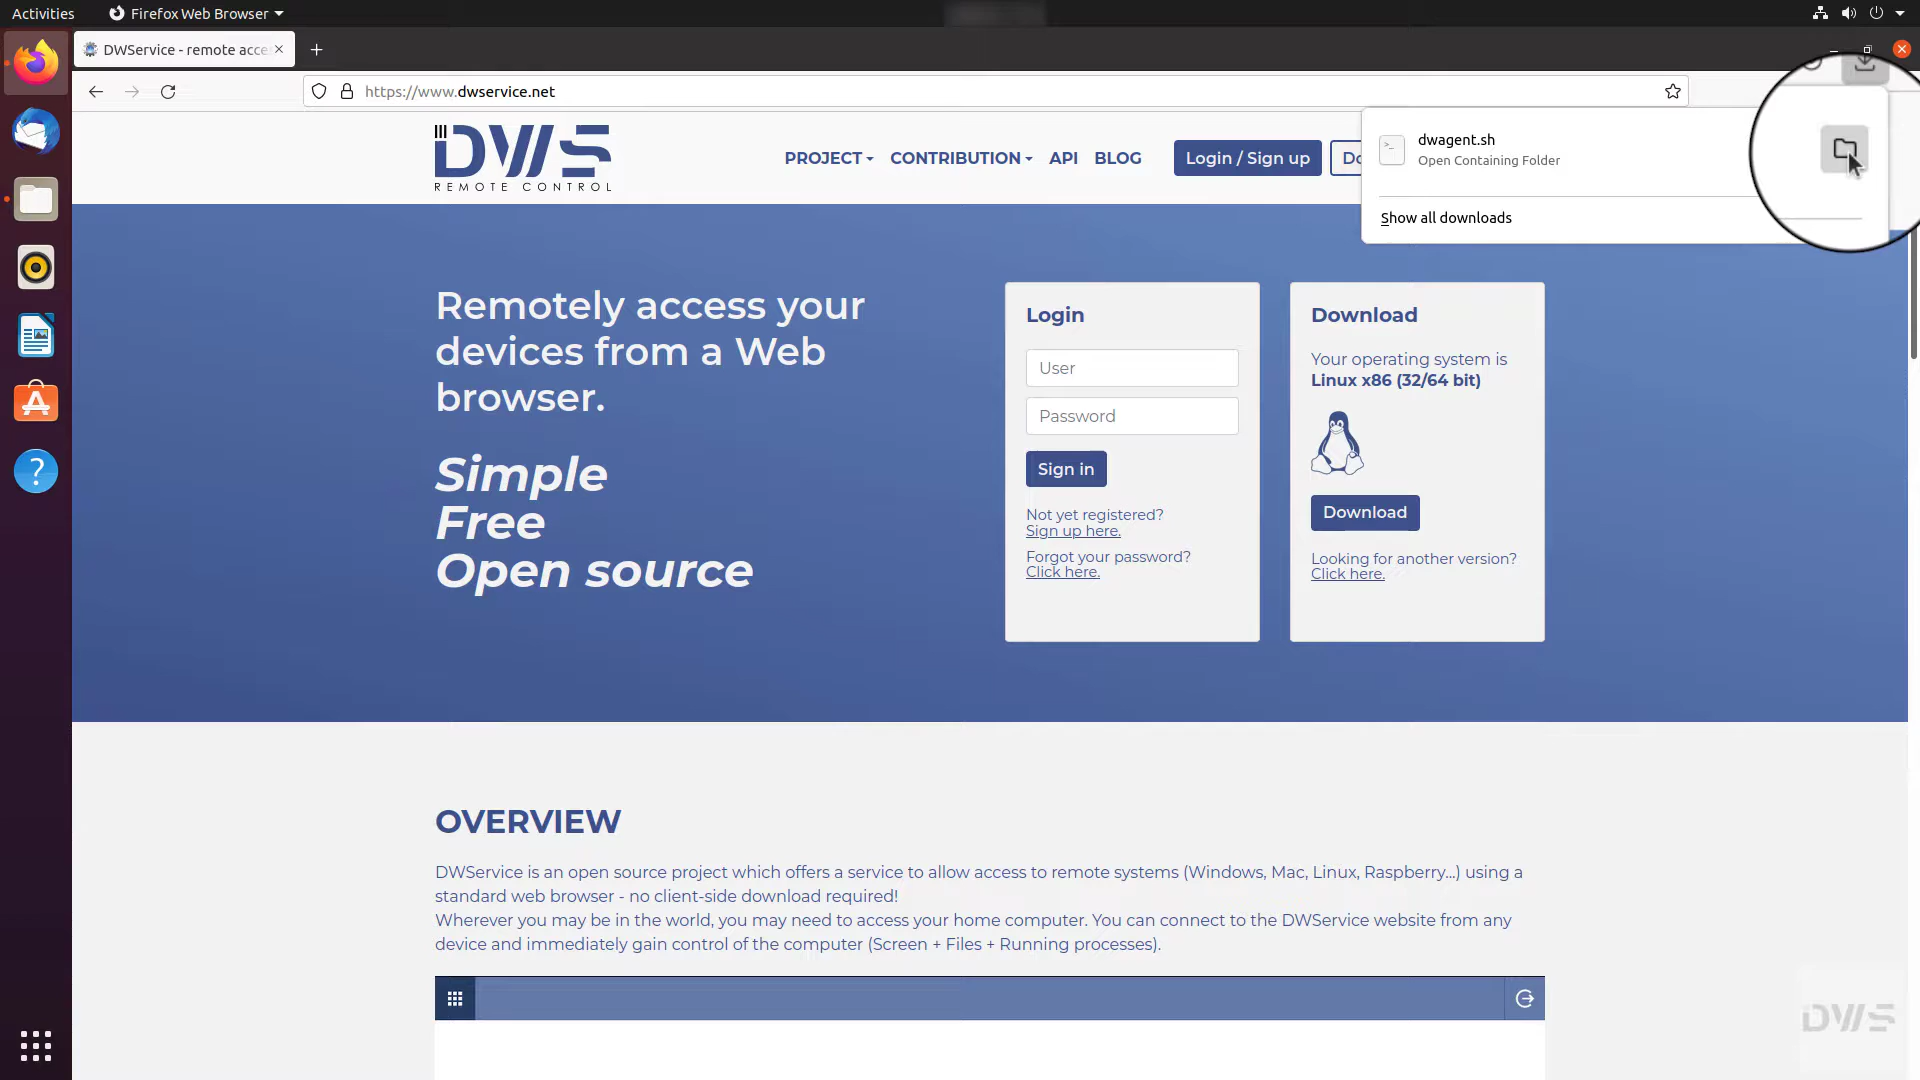 Activities
Firefox Web Browser
DWService - remote acce
https://www.dwservice.net
DWS
REMOTE CONTROL
PROJECT
CONTRIBUTION
API
BLOG
Login / Sign up
Do
dwagent.sh
Open Containing Folder
Show all downloads
Remotely access your
devices from a Web
browser.
Simple
Free
Open source
Login
User
Password
Sign in
Not yet registered?
Sign up here.
Forgot your password?
Click here.
Download
Your operating system is
Linux x86 (32/64 bit)
Download
Looking for another version?
Click here.
OVERVIEW
DWService is an open source project which offers a service to allow access to remote systems (Windows, Mac, Linux, Raspberry...) using a
standard web browser - no client-side download required!
Wherever you may be in the world, you may need to access your home computer. You can connect to the DWService website from any
device and immediately gain control of the computer (Screen + Files + Running processes).
DWS